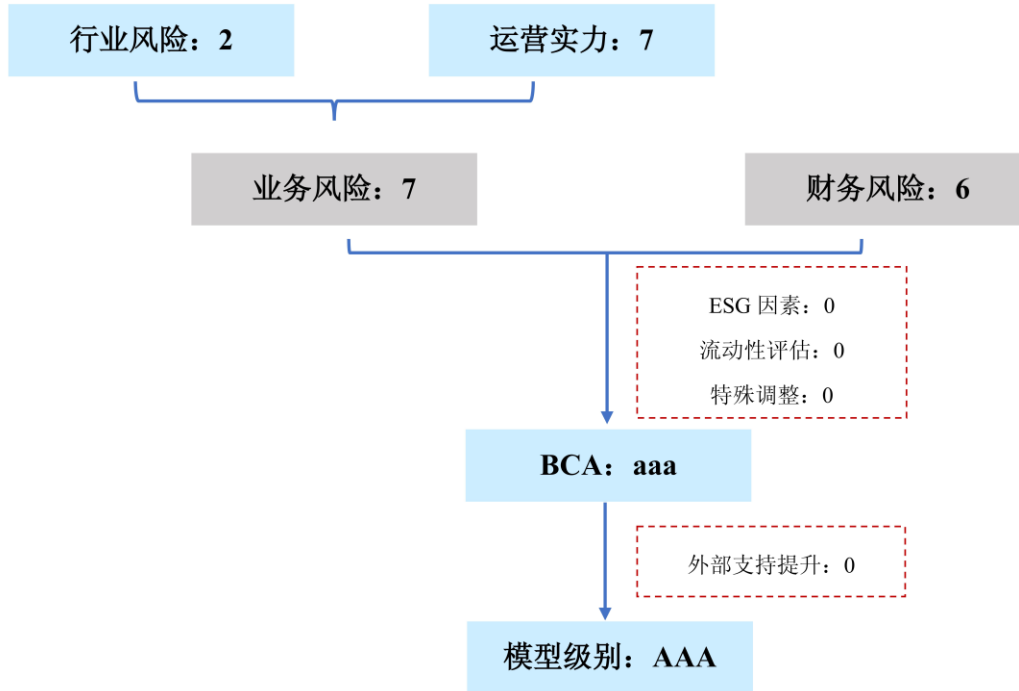 行业风险：2
运营实力：7
业务风险：7
财务风险：6
ESG 因素：0
流动性评估：0
特殊调整：0
BCA：aaa
外部支持提升：0
模型级别：AAA